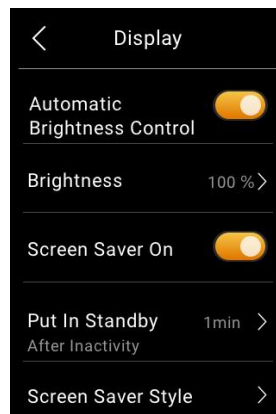 Display
Automatic
Brightness Control
Brightness 100 %
Screen Saver On
Put In Standby 1min
After Inactivity
Screen Saver Style